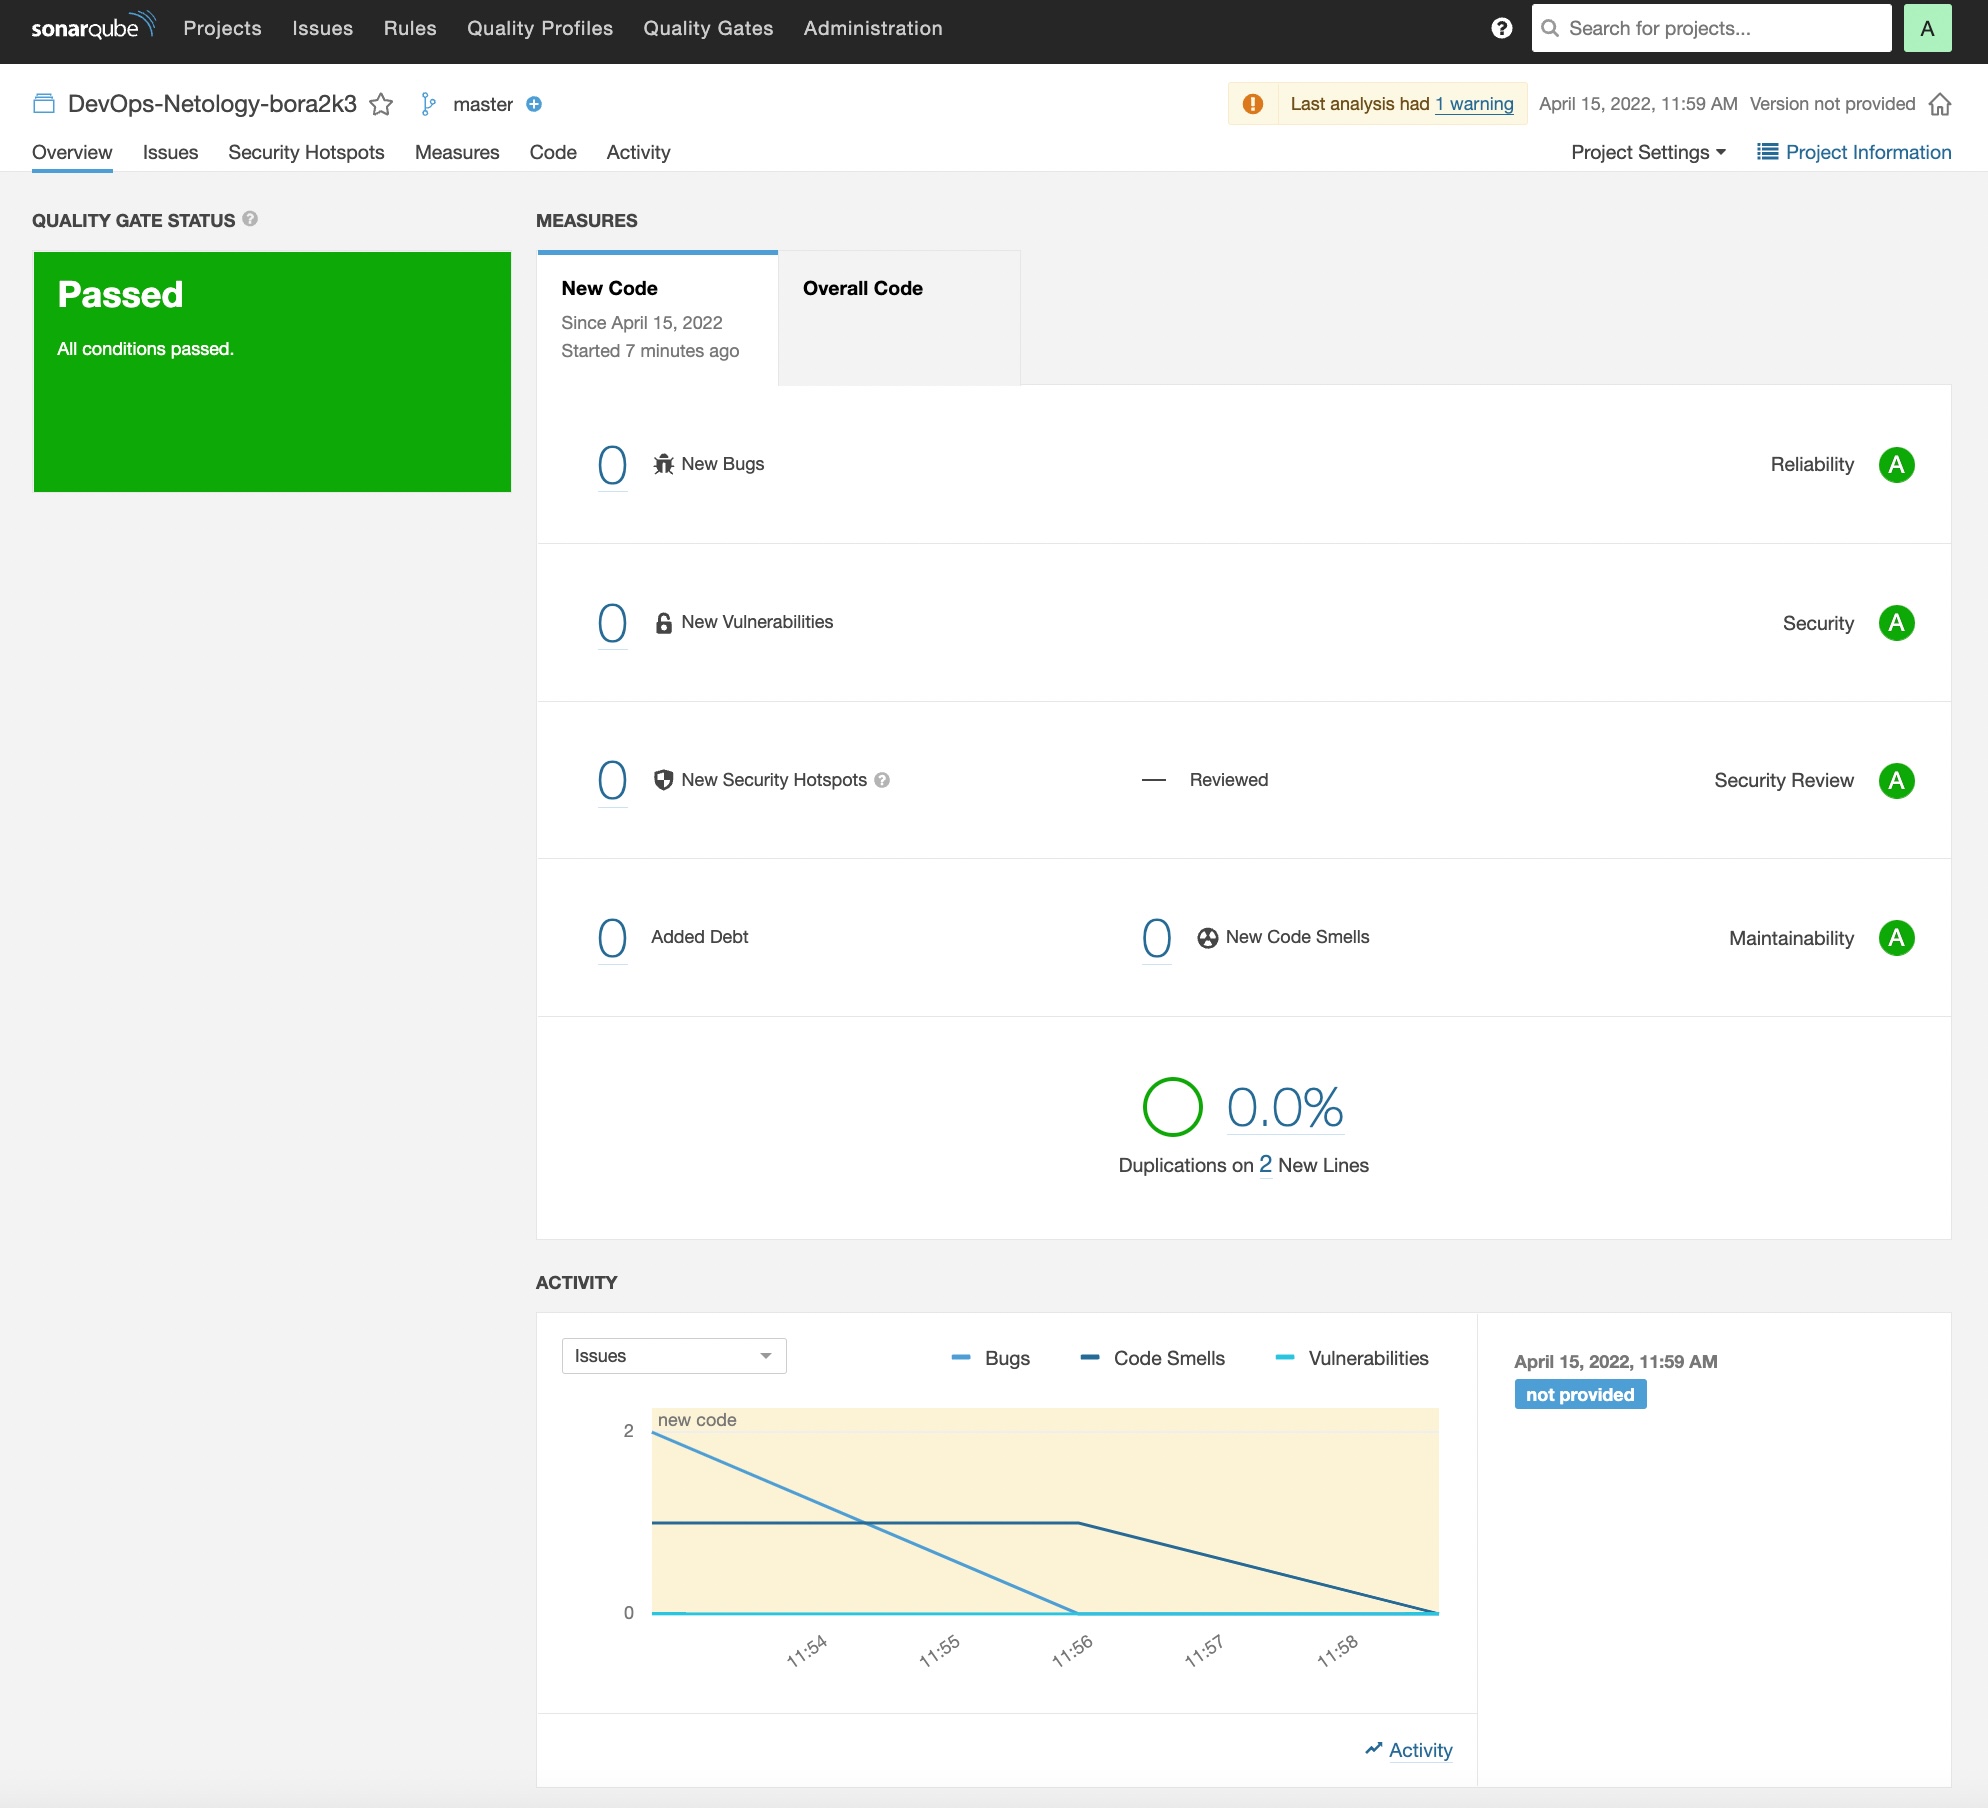 sonarqube Projects Issues Rules Quality Profiles Quality Gates Administration Search for projects... A
DevOps-Netology-bora2k3 master Last analysis had 1 warning April 15, 2022, 11:59 AM Version not provided
Overview Issues Security Hotspots Measures Code Activity Project Settings Project Information
QUALITY GATE STATUS
Passed
All conditions passed.
MEASURES
New Code
Since April 15, 2022
Started 7 minutes ago
Overall Code
0 New Bugs Reliability A
0 New Vulnerabilities Security A
0 New Security Hotspots — Reviewed Security Review A
0 Added Debt 0 New Code Smells Maintainability A
0.0%
Duplications on 2 New Lines
ACTIVITY
Issues Bugs Code Smells Vulnerabilities
new code
2
0
11:54 11:55 11:56 11:57 11:58
Activity
April 15, 2022, 11:59 AM
not provided